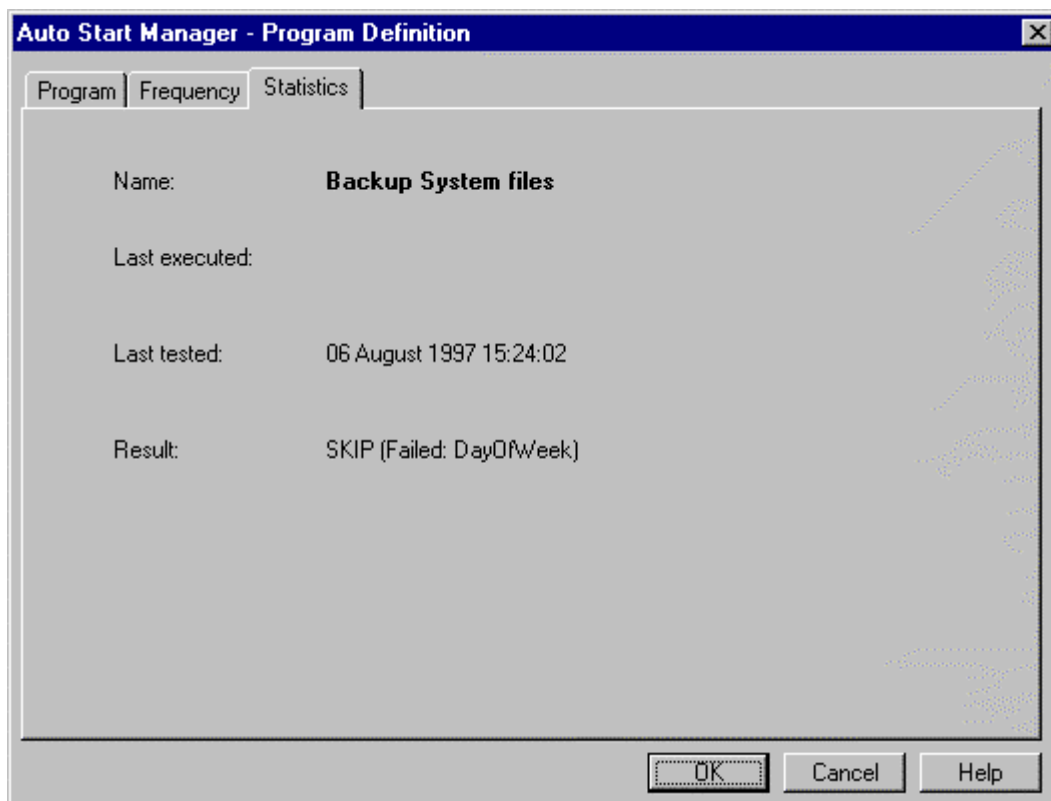 Auto Start Manager - Program Definition
Program Frequency Statistics
Name: Backup System files
Last executed:
Last tested: 06 August 1997 15:24:02
Result: SKIP (Failed: DayOfWeek)
OK Cancel Help